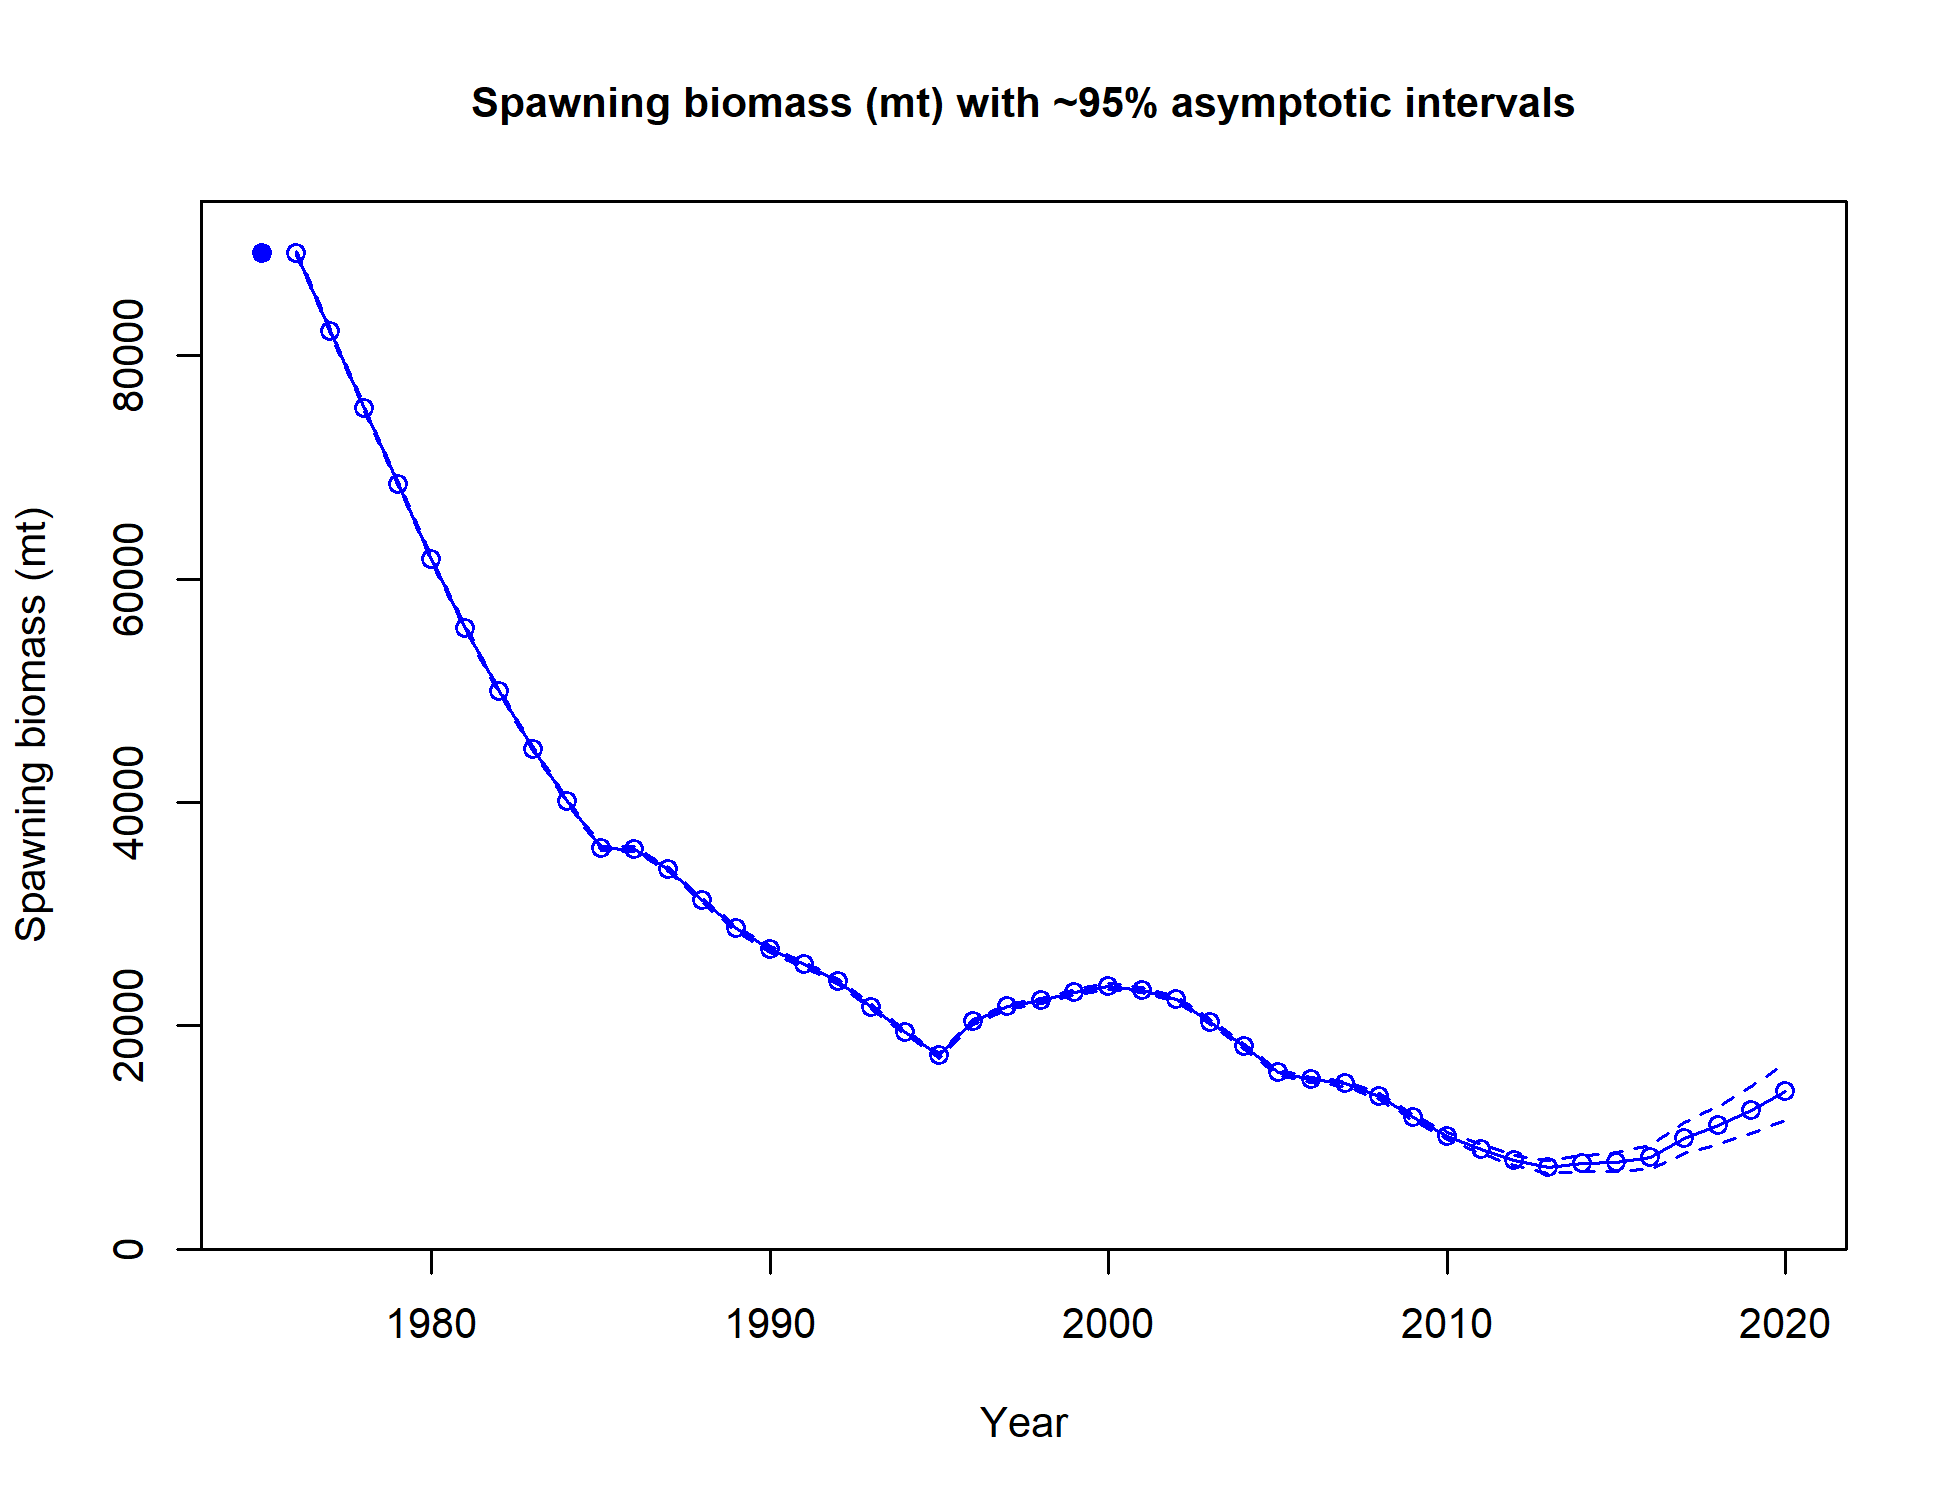 Spawning biomass (mt) with ~95% asymptotic intervals
Spawning biomass (mt)
80000
60000
40000
20000
0
1980 1990 2000 2010 2020
Year